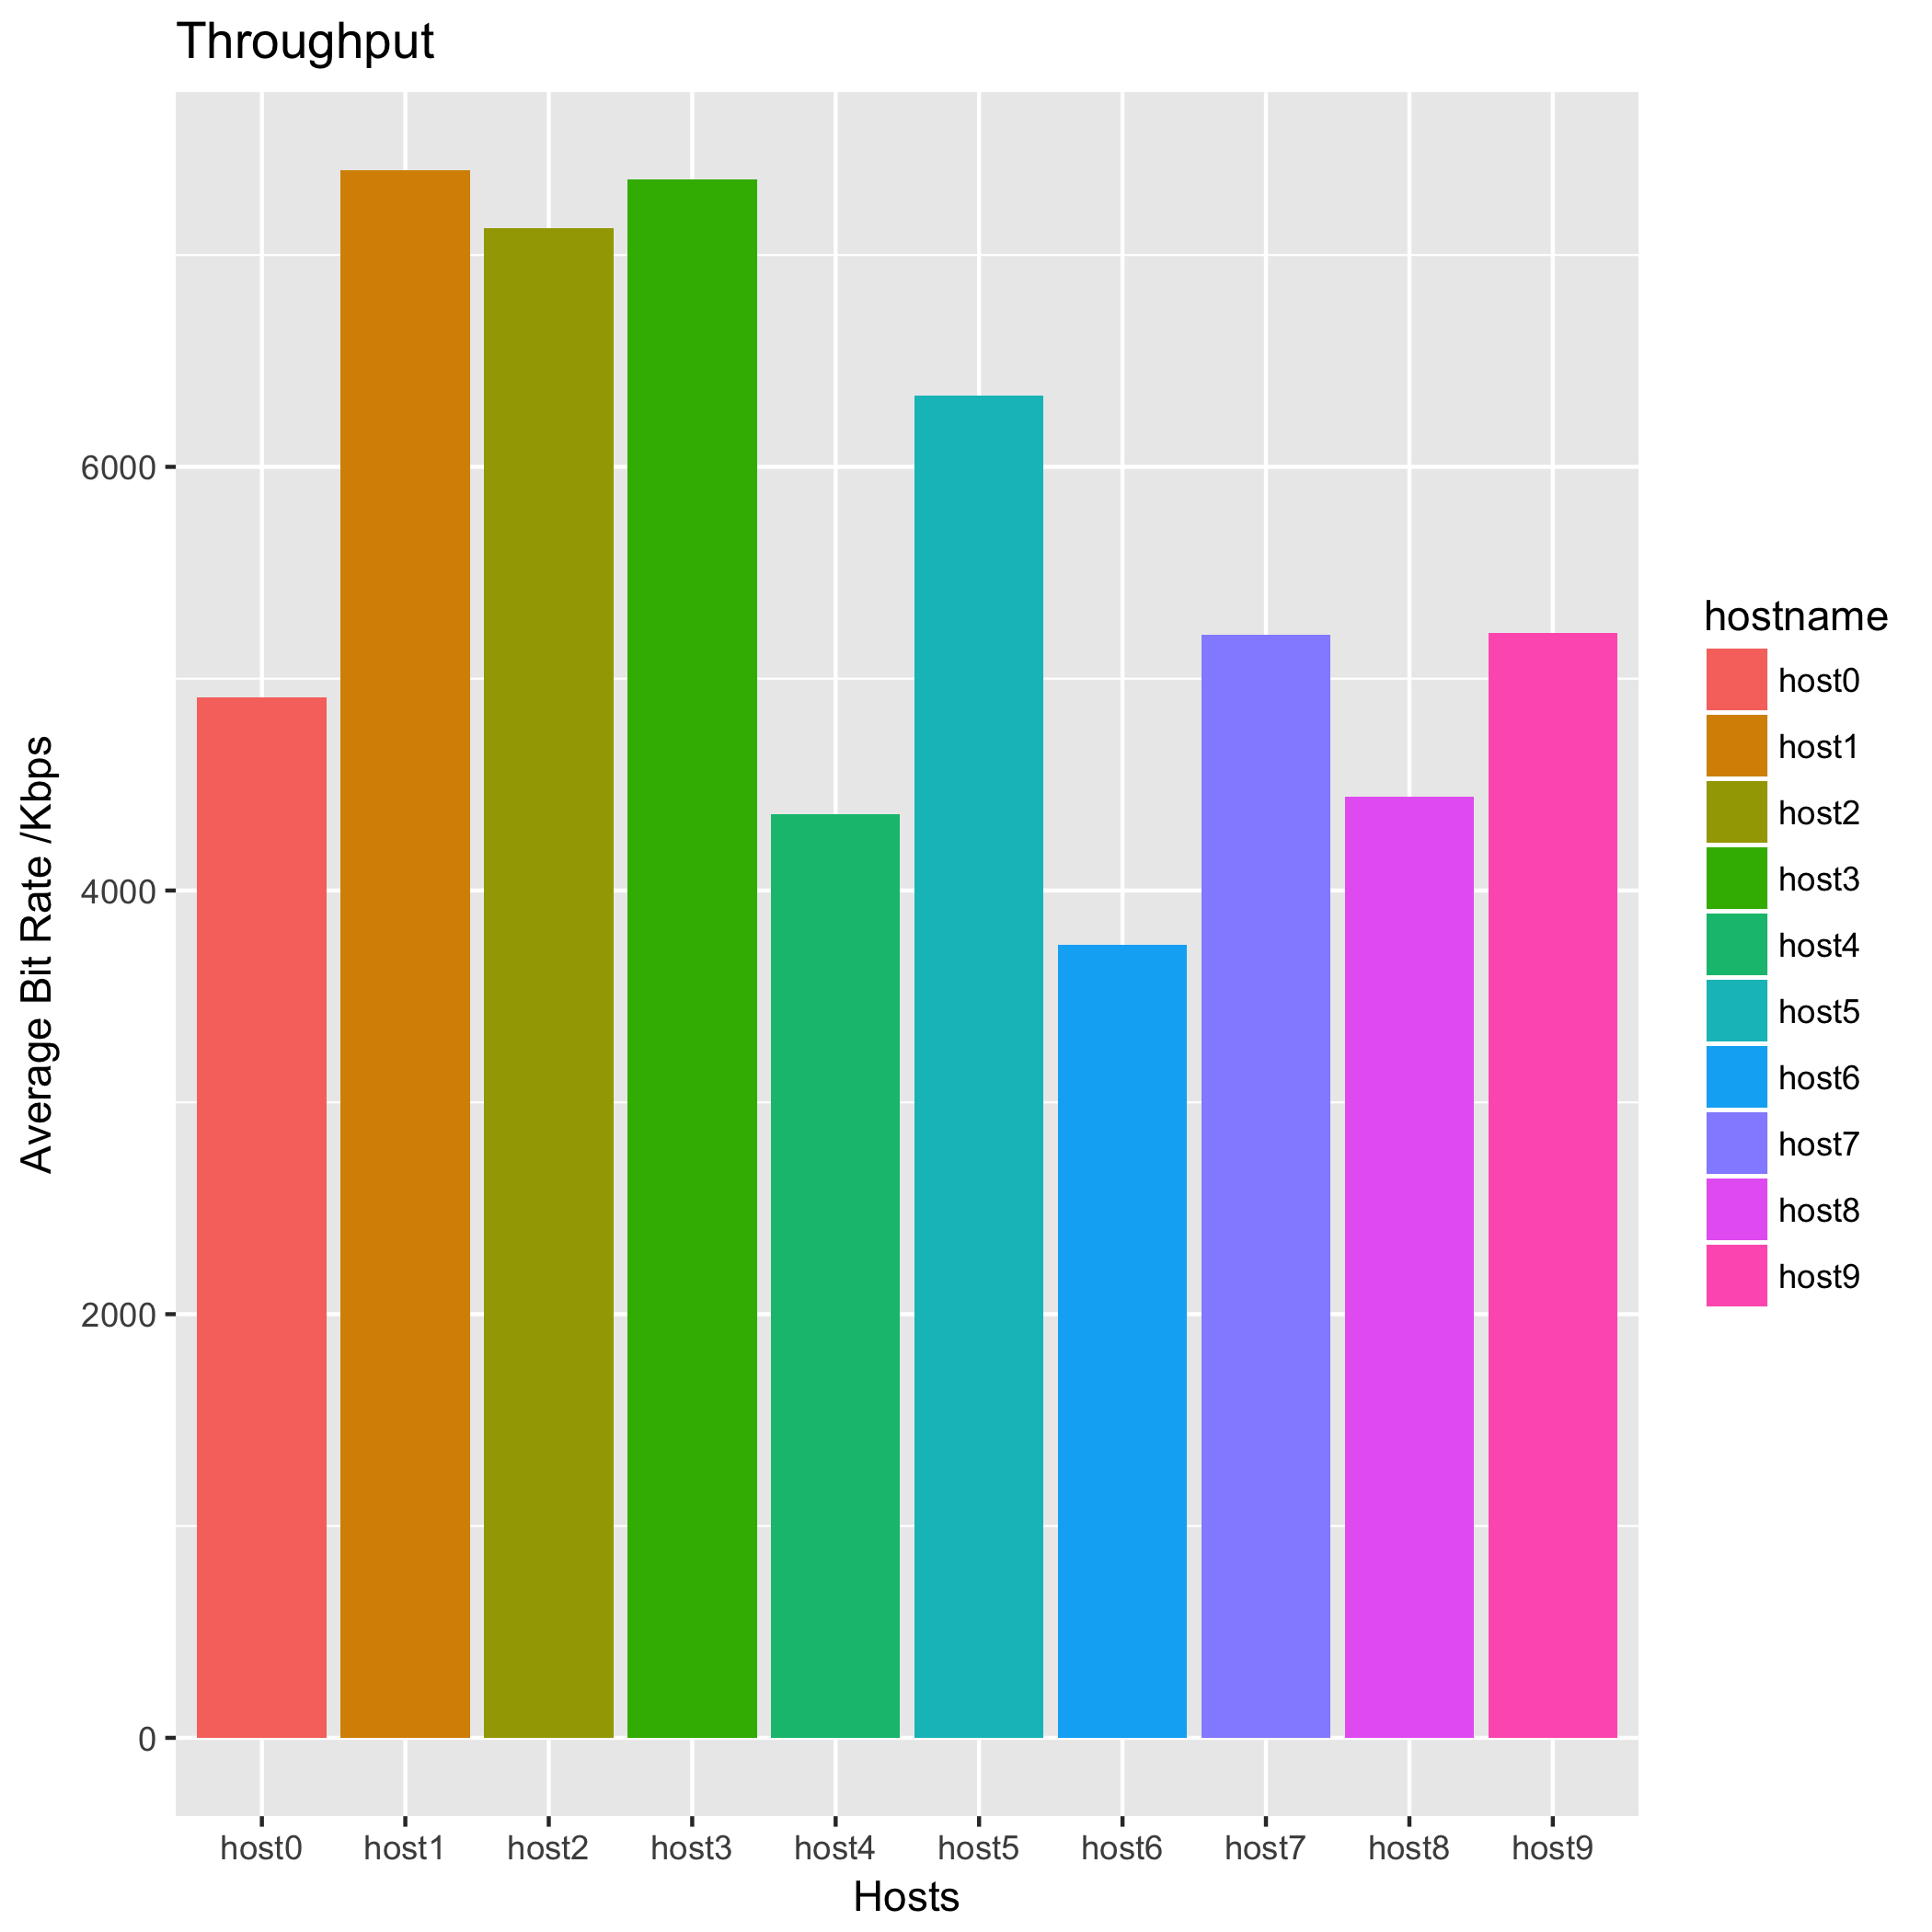 Throughput
Average Bit Rate /Kbps
6000
4000
2000
0
host0 host1 host2 host3 host4 host5 host6 host7 host8 host9
Hosts
hostname
host0
host1
host2
host3
host4
host5
host6
host7
host8
host9